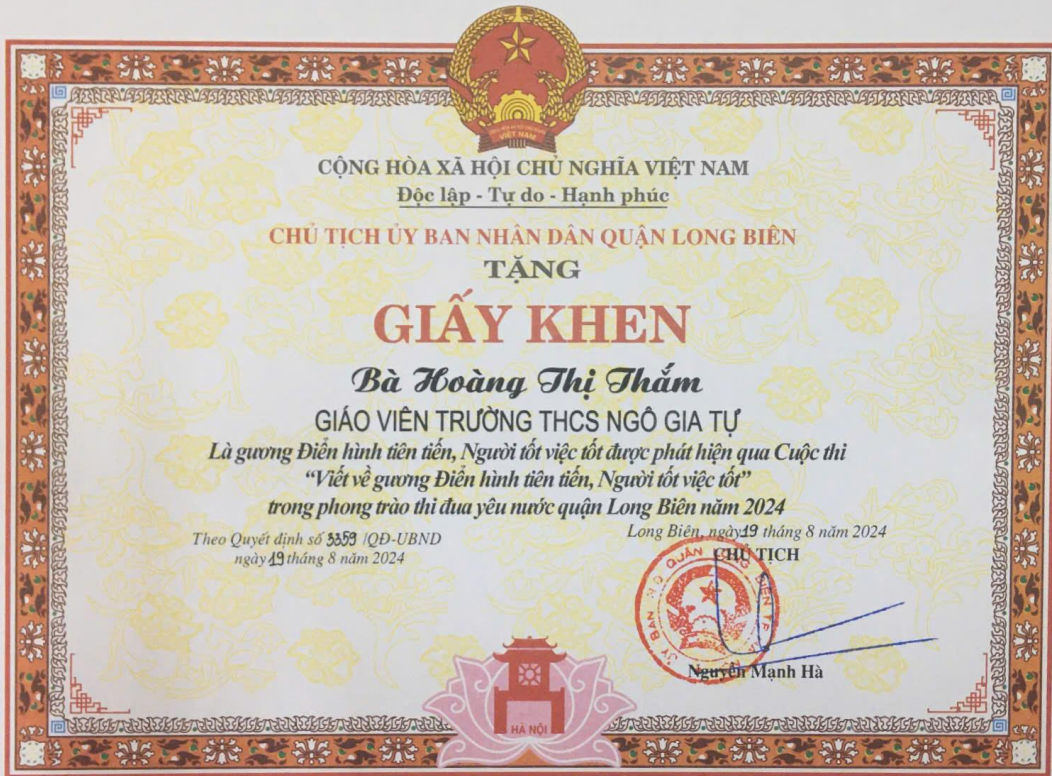 VIỆT NAM
CỘNG HÒA XÃ HỘI CHỦ NGHĨA VIỆT NAM
Độc lập - Tự do - Hạnh phúc
CHỦ TỊCH ỦY BAN NHÂN DÂN QUẬN LONG BIÊN
TẶNG
GIẤY KHEN
Bà Hoàng Thị Thắm
GIÁO VIÊN TRƯỜNG THCS NGÔ GIA TỰ
Là gương Điển hình tiên tiến, Người tốt việc tốt được phát hiện qua Cuộc thi
“Viết về gương Điển hình tiên tiến, Người tốt việc tốt”
trong phong trào thi đua yêu nước quận Long Biên năm 2024
Theo Quyết định số 3359 /QĐ-UBND
ngày 19 tháng 8 năm 2024
Long Biên, ngày 19 tháng 8 năm 2024
CHỦ TỊCH
Nguyễn Mạnh Hà
HÀ NỘI